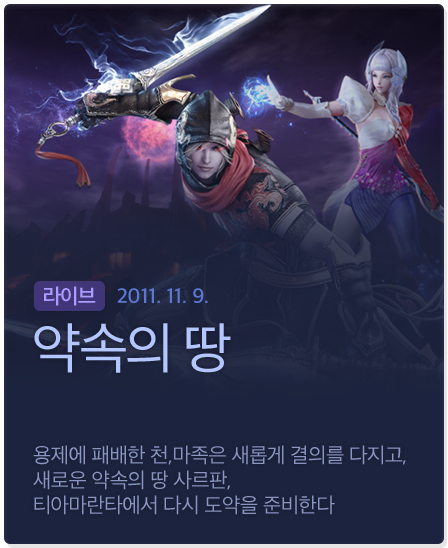 라이브 2011. 11. 9.
약속의 땅
용제에 패배한 천,마족은 새롭게 결의를 다지고,
새로운 약속의 땅 사르판,
티아마란타에서 다시 도약을 준비한다